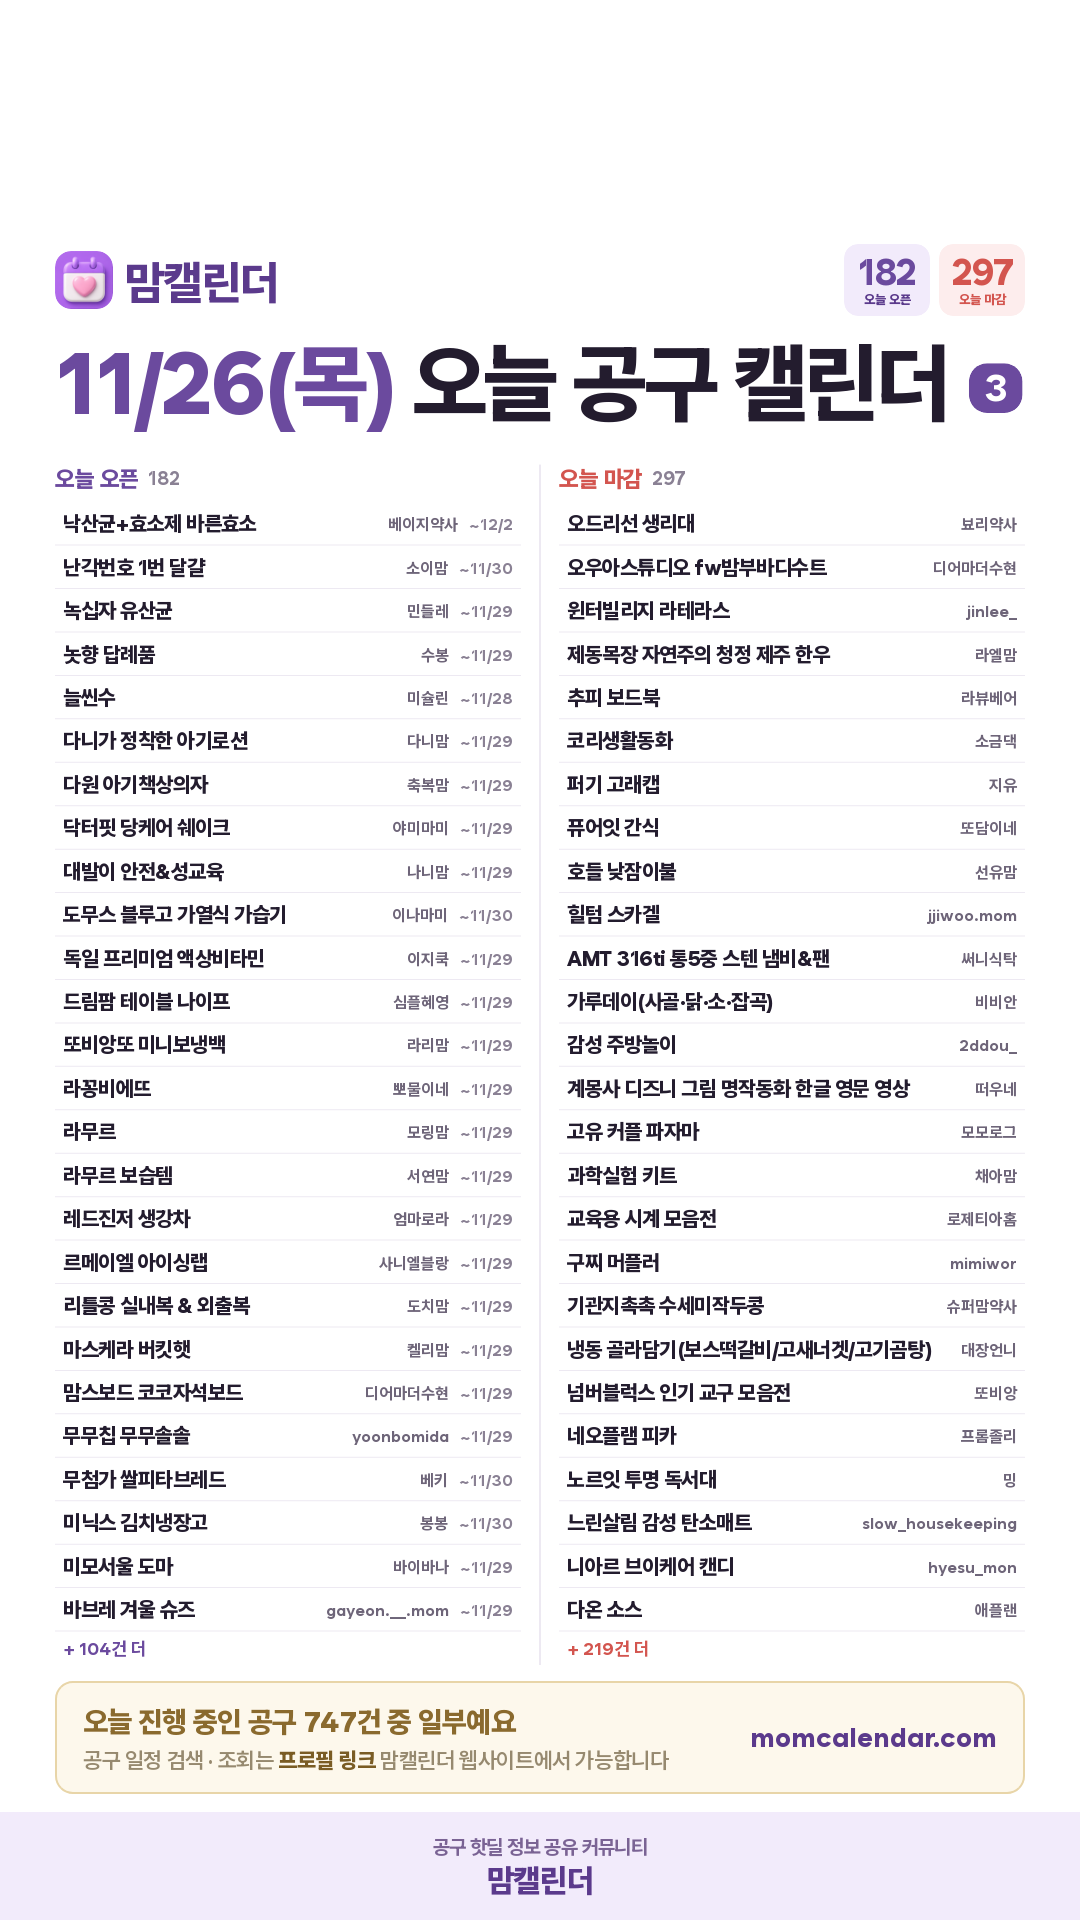 맘캘린더
182
오늘 오픈
297
오늘 마감
11/26(목) 오늘 공구 캘린더 3
오늘 오픈 182
낙산균+효소제 바른효소 베이지약사 ~12/2
난각번호 1번 달걀 소이맘 ~11/30
녹십자 유산균 민들레 ~11/29
놋향 답례품 수봉 ~11/29
늘씬수 미슐린 ~11/28
다니가 정착한 아기로션 다니맘 ~11/29
다원 아기책상의자 축복맘 ~11/29
닥터핏 당케어 쉐이크 야미마미 ~11/29
대발이 안전&성교육 나니맘 ~11/29
도무스 블루고 가열식 가습기 이나마미 ~11/30
독일 프리미엄 액상비타민 이지쿡 ~11/29
드림팜 테이블 나이프 심플혜영 ~11/29
또비앙또 미니보냉백 라리맘 ~11/29
라꽁비에뜨 뽀물이네 ~11/29
라무르 모링맘 ~11/29
라무르 보습템 서연맘 ~11/29
레드진저 생강차 엄마로라 ~11/29
르메이엘 아이싱랩 사니엘블랑 ~11/29
리틀콩 실내복 & 외출복 도치맘 ~11/29
마스케라 버킷햇 켈리맘 ~11/29
맘스보드 코코자석보드 디어마더수현 ~11/29
무무칩 무무솔솔 yoonbomida ~11/29
무첨가 쌀피타브레드 베키 ~11/30
미닉스 김치냉장고 봉봉 ~11/30
미모서울 도마 바이바나 ~11/29
바브레 겨울 슈즈 gayeon.__.mom ~11/29
+ 104건 더
오늘 마감 297
오드리선 생리대 뵤리약사
오우아스튜디오 fw밤부바디수트 디어마더수현
윈터빌리지 라테라스 jinlee_
제동목장 자연주의 청정 제주 한우 라엘맘
추피 보드북 라뷰베어
코리생활동화 소금댁
퍼기 고래캡 지유
퓨어잇 간식 또담이네
호들 낮잠이불 선유맘
힐텀 스카겔 jjiwoo.mom
AMT 316ti 통5중 스텐 냄비&팬 써니식탁
가루데이(사골·닭·소·잡곡) 비비안
감성 주방놀이 2ddou_
계몽사 디즈니 그림 명작동화 한글 영문 영상 떠우네
고유 커플 파자마 모모로그
과학실험 키트 채아맘
교육용 시계 모음전 로제티아홈
구찌 머플러 mimiwor
기관지촉촉 수세미작두콩 슈퍼맘약사
냉동 골라담기(보스떡갈비/고새너겟/고기곰탕) 대장언니
넘버블럭스 인기 교구 모음전 또비앙
네오플램 피카 프롬졸리
노르잇 투명 독서대 밍
느린살림 감성 탄소매트 slow_housekeeping
니아르 브이케어 캔디 hyesu_mon
다온 소스 애플랜
+ 219건 더
오늘 진행 중인 공구 747건 중 일부예요
공구 일정 검색·조회는 프로필 링크 맘캘린더 웹사이트에서 가능합니다
momcalendar.com
공구 핫딜 정보 공유 커뮤니티
맘캘린더